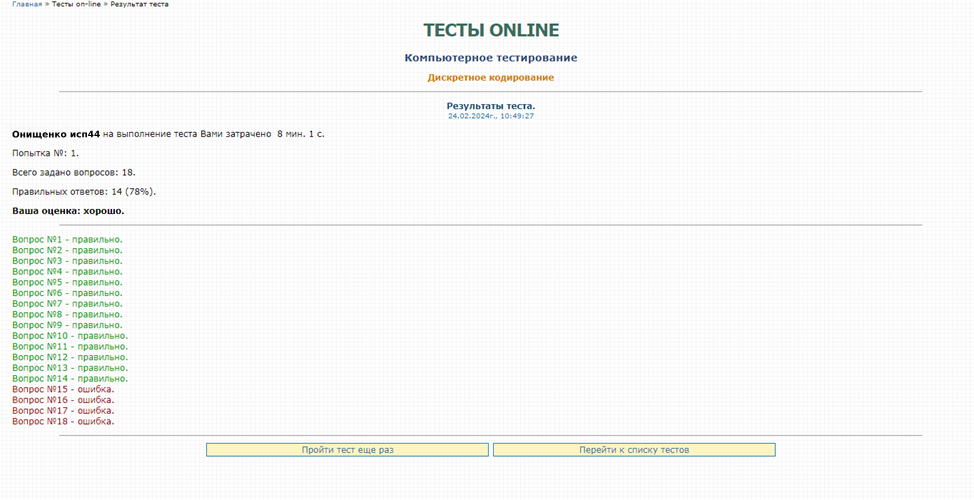 Главная » Тесты on-line » Результат теста
ТЕСТЫ ONLINE
Компьютерное тестирование
Дискретное кодирование
Результаты теста.
24.02.2024г., 10:49:27
Онищенко исп44 на выполнение теста Вами затрачено 8 мин. 1 с.
Попытка №: 1.
Всего задано вопросов: 18.
Правильных ответов: 14 (78%).
Ваша оценка: хорошо.
Вопрос №1 - правильно.
Вопрос №2 - правильно.
Вопрос №3 - правильно.
Вопрос №4 - правильно.
Вопрос №5 - правильно.
Вопрос №6 - правильно.
Вопрос №7 - правильно.
Вопрос №8 - правильно.
Вопрос №9 - правильно.
Вопрос №10 - правильно.
Вопрос №11 - правильно.
Вопрос №12 - правильно.
Вопрос №13 - правильно.
Вопрос №14 - правильно.
Вопрос №15 - ошибка.
Вопрос №16 - ошибка.
Вопрос №17 - ошибка.
Вопрос №18 - ошибка.
Пройти тест еще раз
Перейти к списку тестов